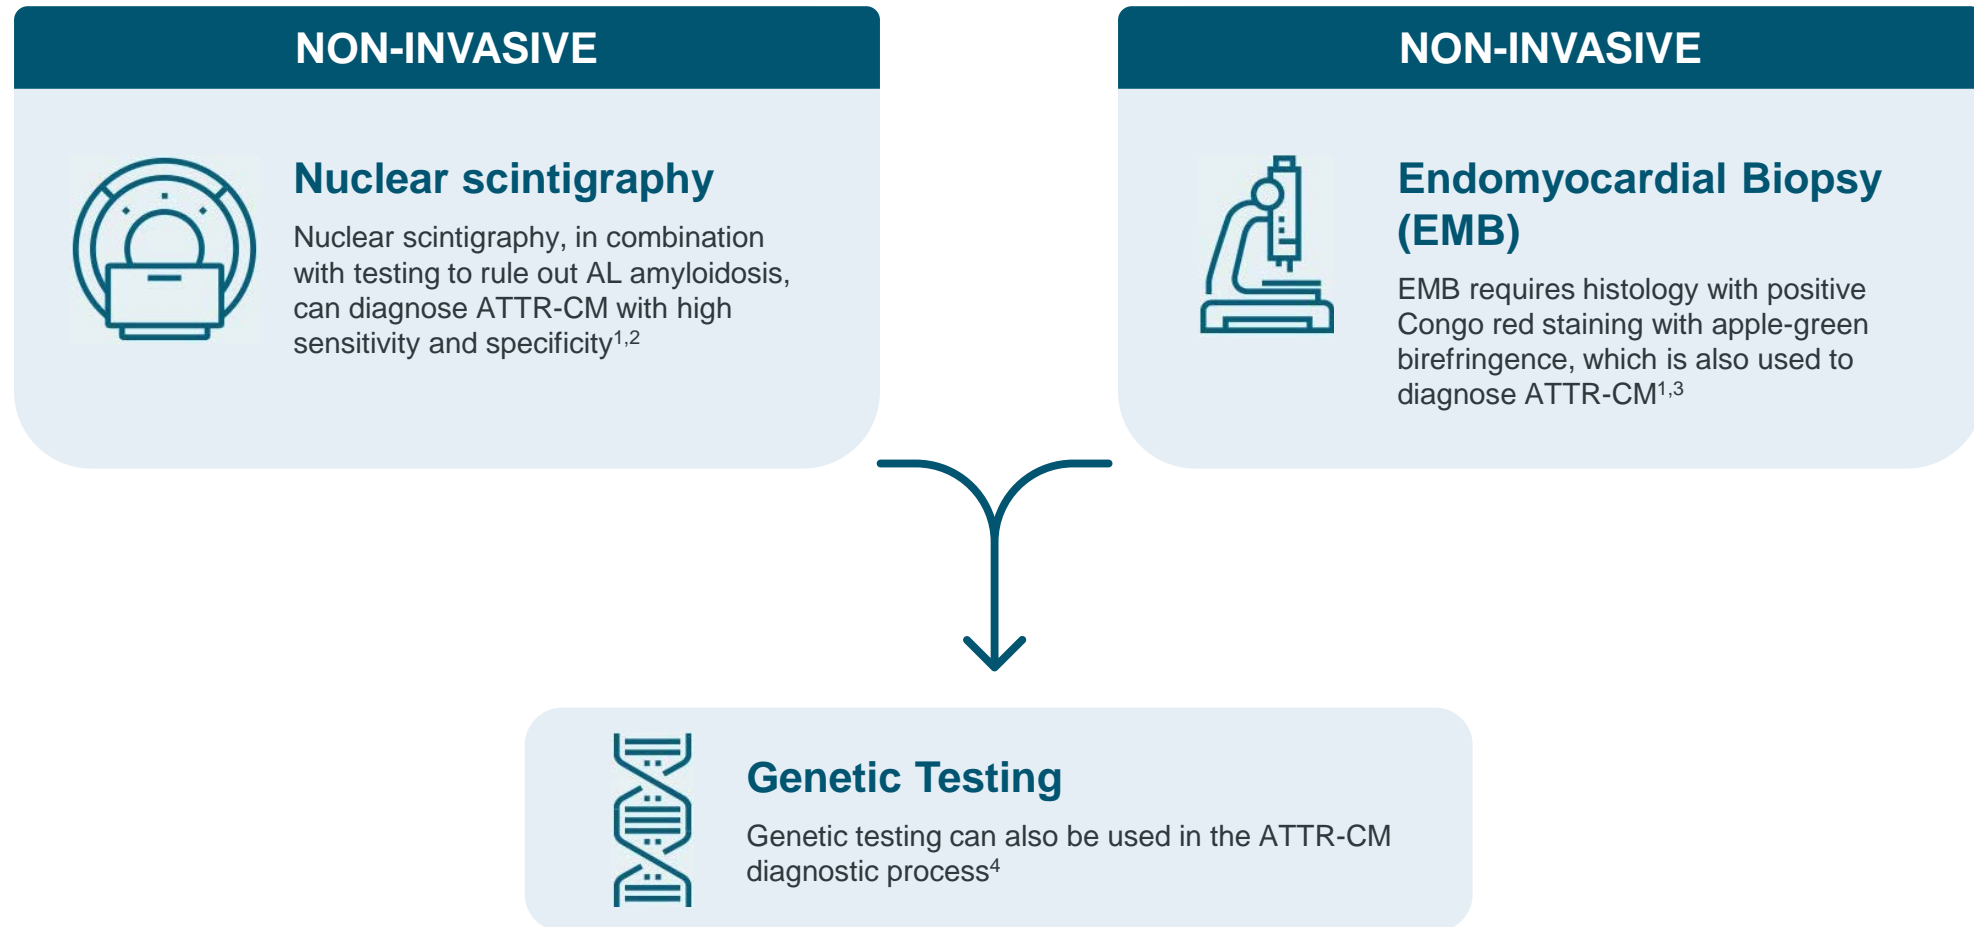 NON-INVASIVE
Nuclear scintigraphy
Nuclear scintigraphy, in combination
with testing to rule out AL amyloidosis,
can diagnose ATTR-CM with high
sensitivity and specificity1,2
NON-INVASIVE
Endomyocardial Biopsy
(EMB)
EMB requires histology with positive
Congo red staining with apple-green
birefringence, which is also used to
diagnose ATTR-CM1,3
Genetic Testing
Genetic testing can also be used in the ATTR-CM
diagnostic process4